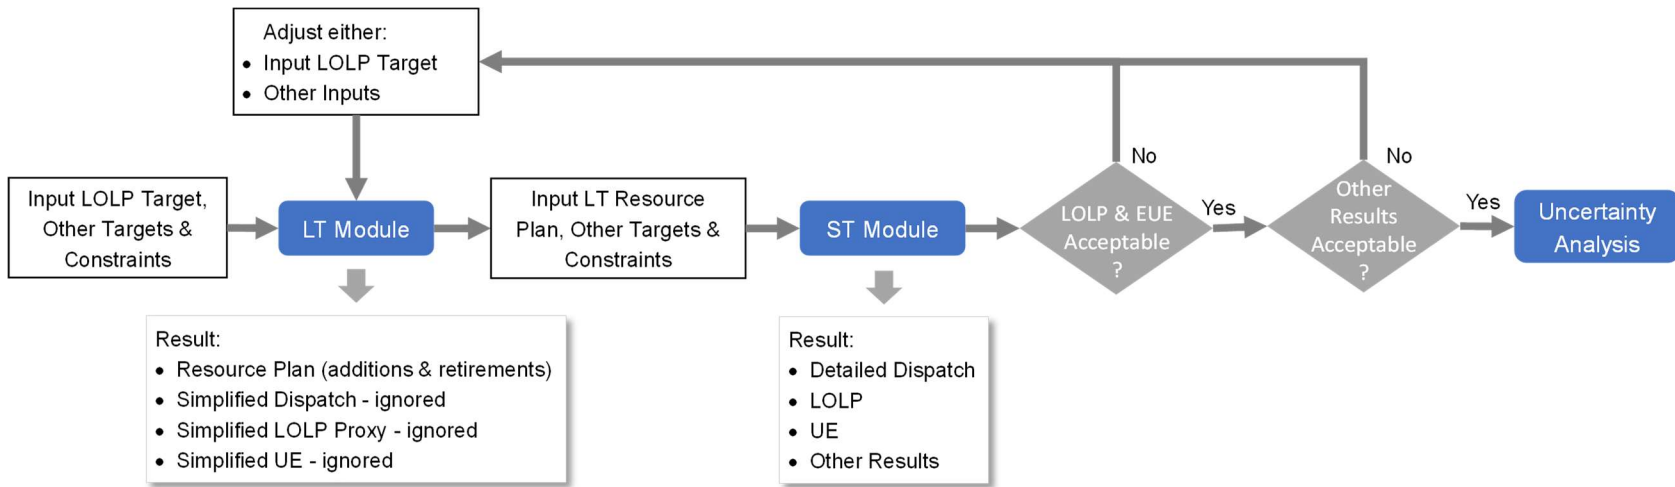 Adjust either:
• Input LOLP Target
• Other Inputs
Input LOLP Target,
Other Targets &
Constraints
LT Module
Input LT Resource
Plan, Other Targets &
Constraints
ST Module
LOLP & EUE
Acceptable
?
No
Yes
Other
Results
Acceptable
?
No
Yes
Uncertainty
Analysis
Result:
• Resource Plan (additions & retirements)
• Simplified Dispatch - ignored
• Simplified LOLP Proxy - ignored
• Simplified UE - ignored
Result:
• Detailed Dispatch
• LOLP
• UE
• Other Results